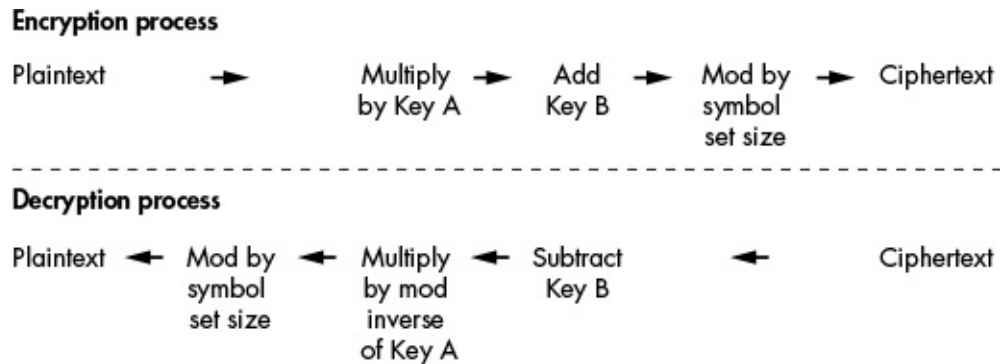 Encryption process
Plaintext → Multiply → Add → Mod by → Ciphertext
by Key A Key B symbol
set size
Decryption process
Plaintext ← Mod by ← Multiply ← Subtract ← Ciphertext
symbol by mod Key B
set size inverse
of Key A